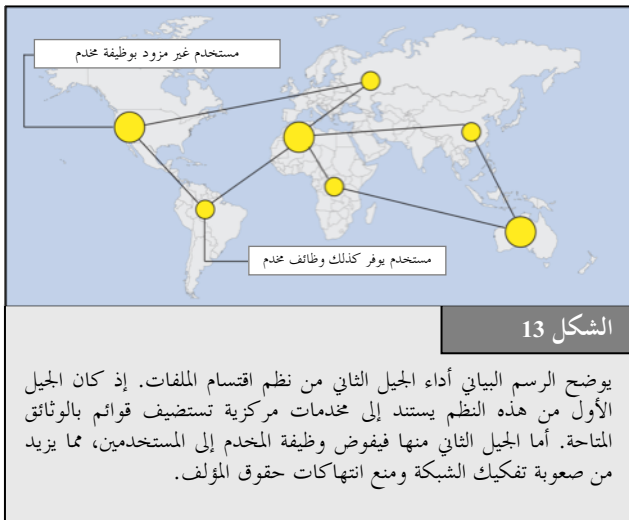 مستخدم غير مزود بوظيفة مخدم
مستخدم يوفر كذلك وظائف مخدم
الشكل 13
يوضح الرسم البياني أداء الجيل الثاني من نظم اقتسام الملفات. إذ كان الجيل
الأول من هذه النظم يستند إلى مخدمات مركزية تستضيف قوائم بالوثائق
المتاحة. أما الجيل الثاني منها فيفوض وظيفة المخدم إلى المستخدمين، مما يزيد
من صعوبة تفكيك الشبكة ومنع انتهاكات حقوق المؤلف.